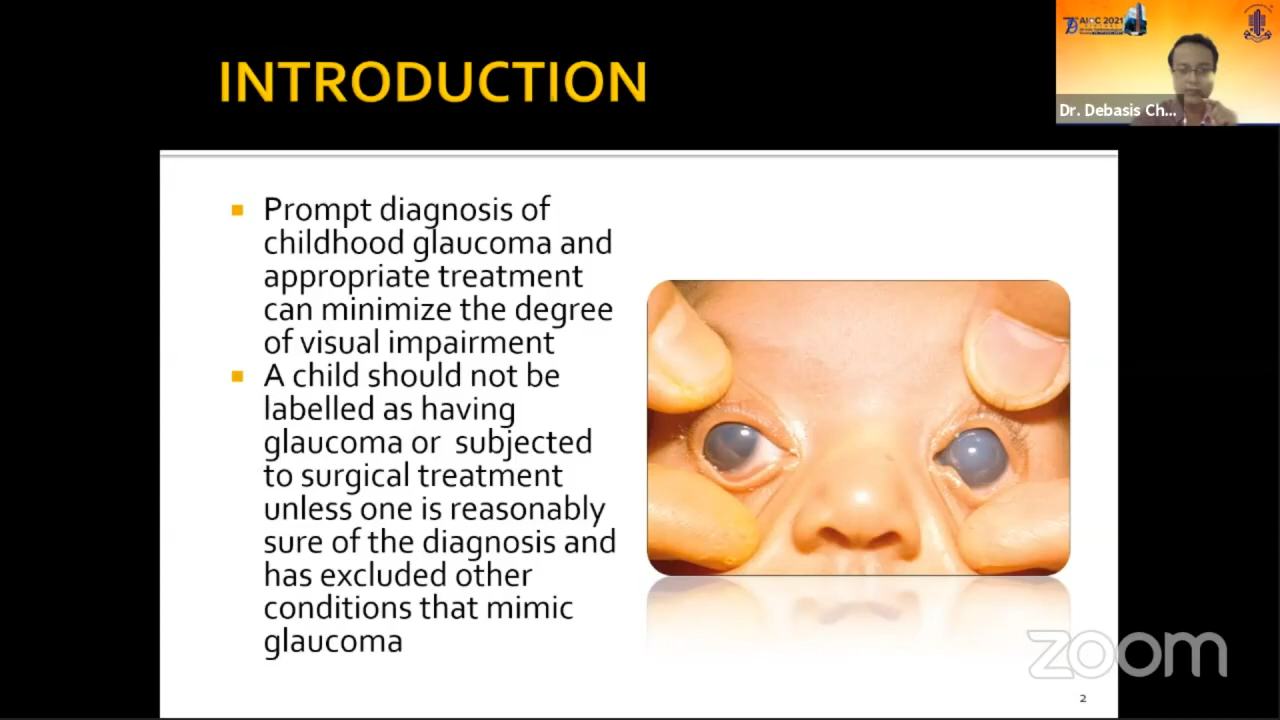 INTRODUCTION
AIOC 2021
Dr. Debasis Ch...
Prompt diagnosis of
childhood glaucoma and
appropriate treatment
can minimize the degree
of visual impairment
A child should not be
labelled as having
glaucoma or subjected
to surgical treatment
unless one is reasonably
sure of the diagnosis and
has excluded other
conditions that mimic
glaucoma
zoom
2